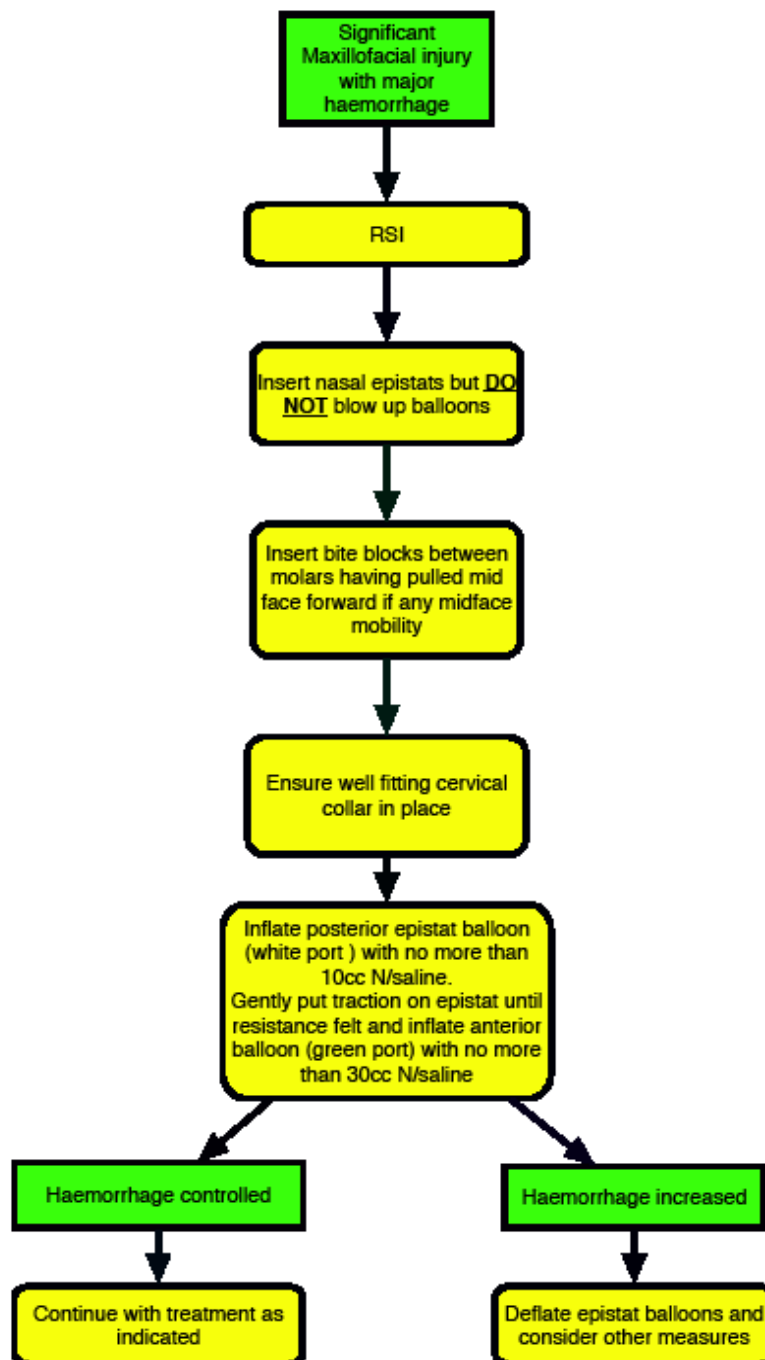 Significant
Maxillofacial injury
with major
haemorrhage
RSI
Insert nasal epistats but DO
NOT blow up balloons
Insert bite blocks between
molars having pulled mid
face forward if any midface
mobility
Ensure well fitting cervical
collar in place
Inflate posterior epistat balloon
(white port ) with no more than
10cc N/saline.
Gently put traction on epistat until
resistance felt and inflate anterior
balloon (green port) with no more
than 30cc N/saline
Haemorrhage controlled
Haemorrhage increased
Continue with treatment as
indicated
Deflate epistat balloons and
consider other measures